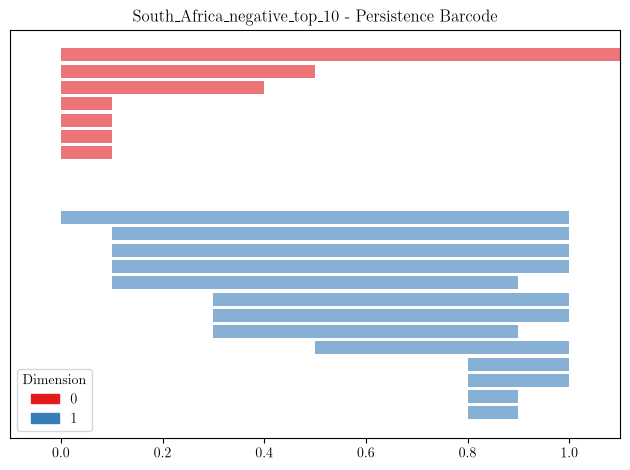 South_Africa_negative_top_10 - Persistence Barcode
Dimension
0
1
0.0 0.2 0.4 0.6 0.8 1.0